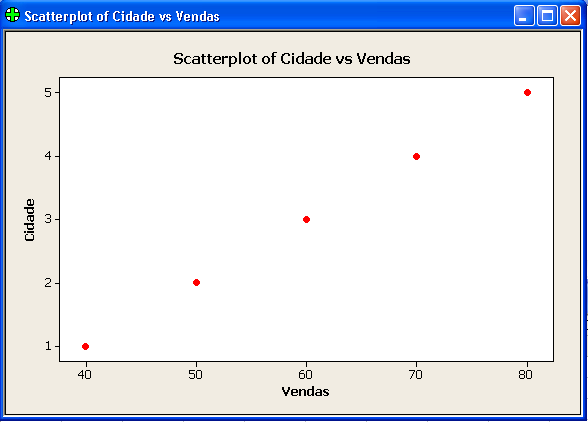 Scatterplot of Cidade vs Vendas
Scatterplot of Cidade vs Vendas
5
4
3
2
1
Cidade
40 50 60 70 80
Vendas